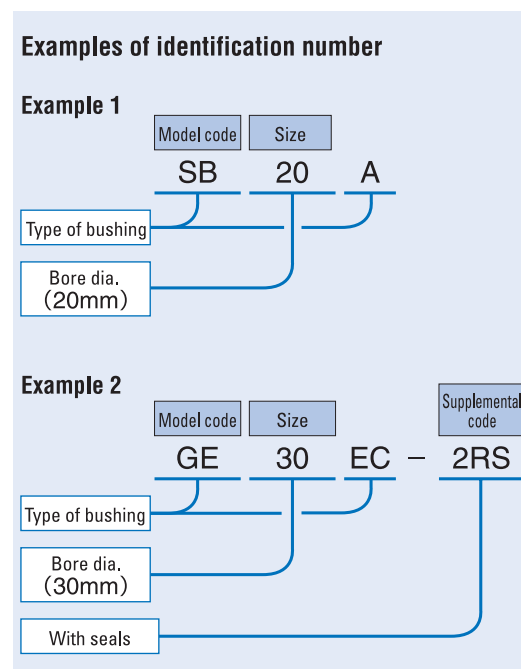 Examples of identification number
Example 1
Model code Size
SB 20 A
Type of bushing
Bore dia.
(20mm)
Example 2
Model code Size Supplemental
code
GE 30 EC – 2RS
Type of bushing
Bore dia.
(30mm)
With seals